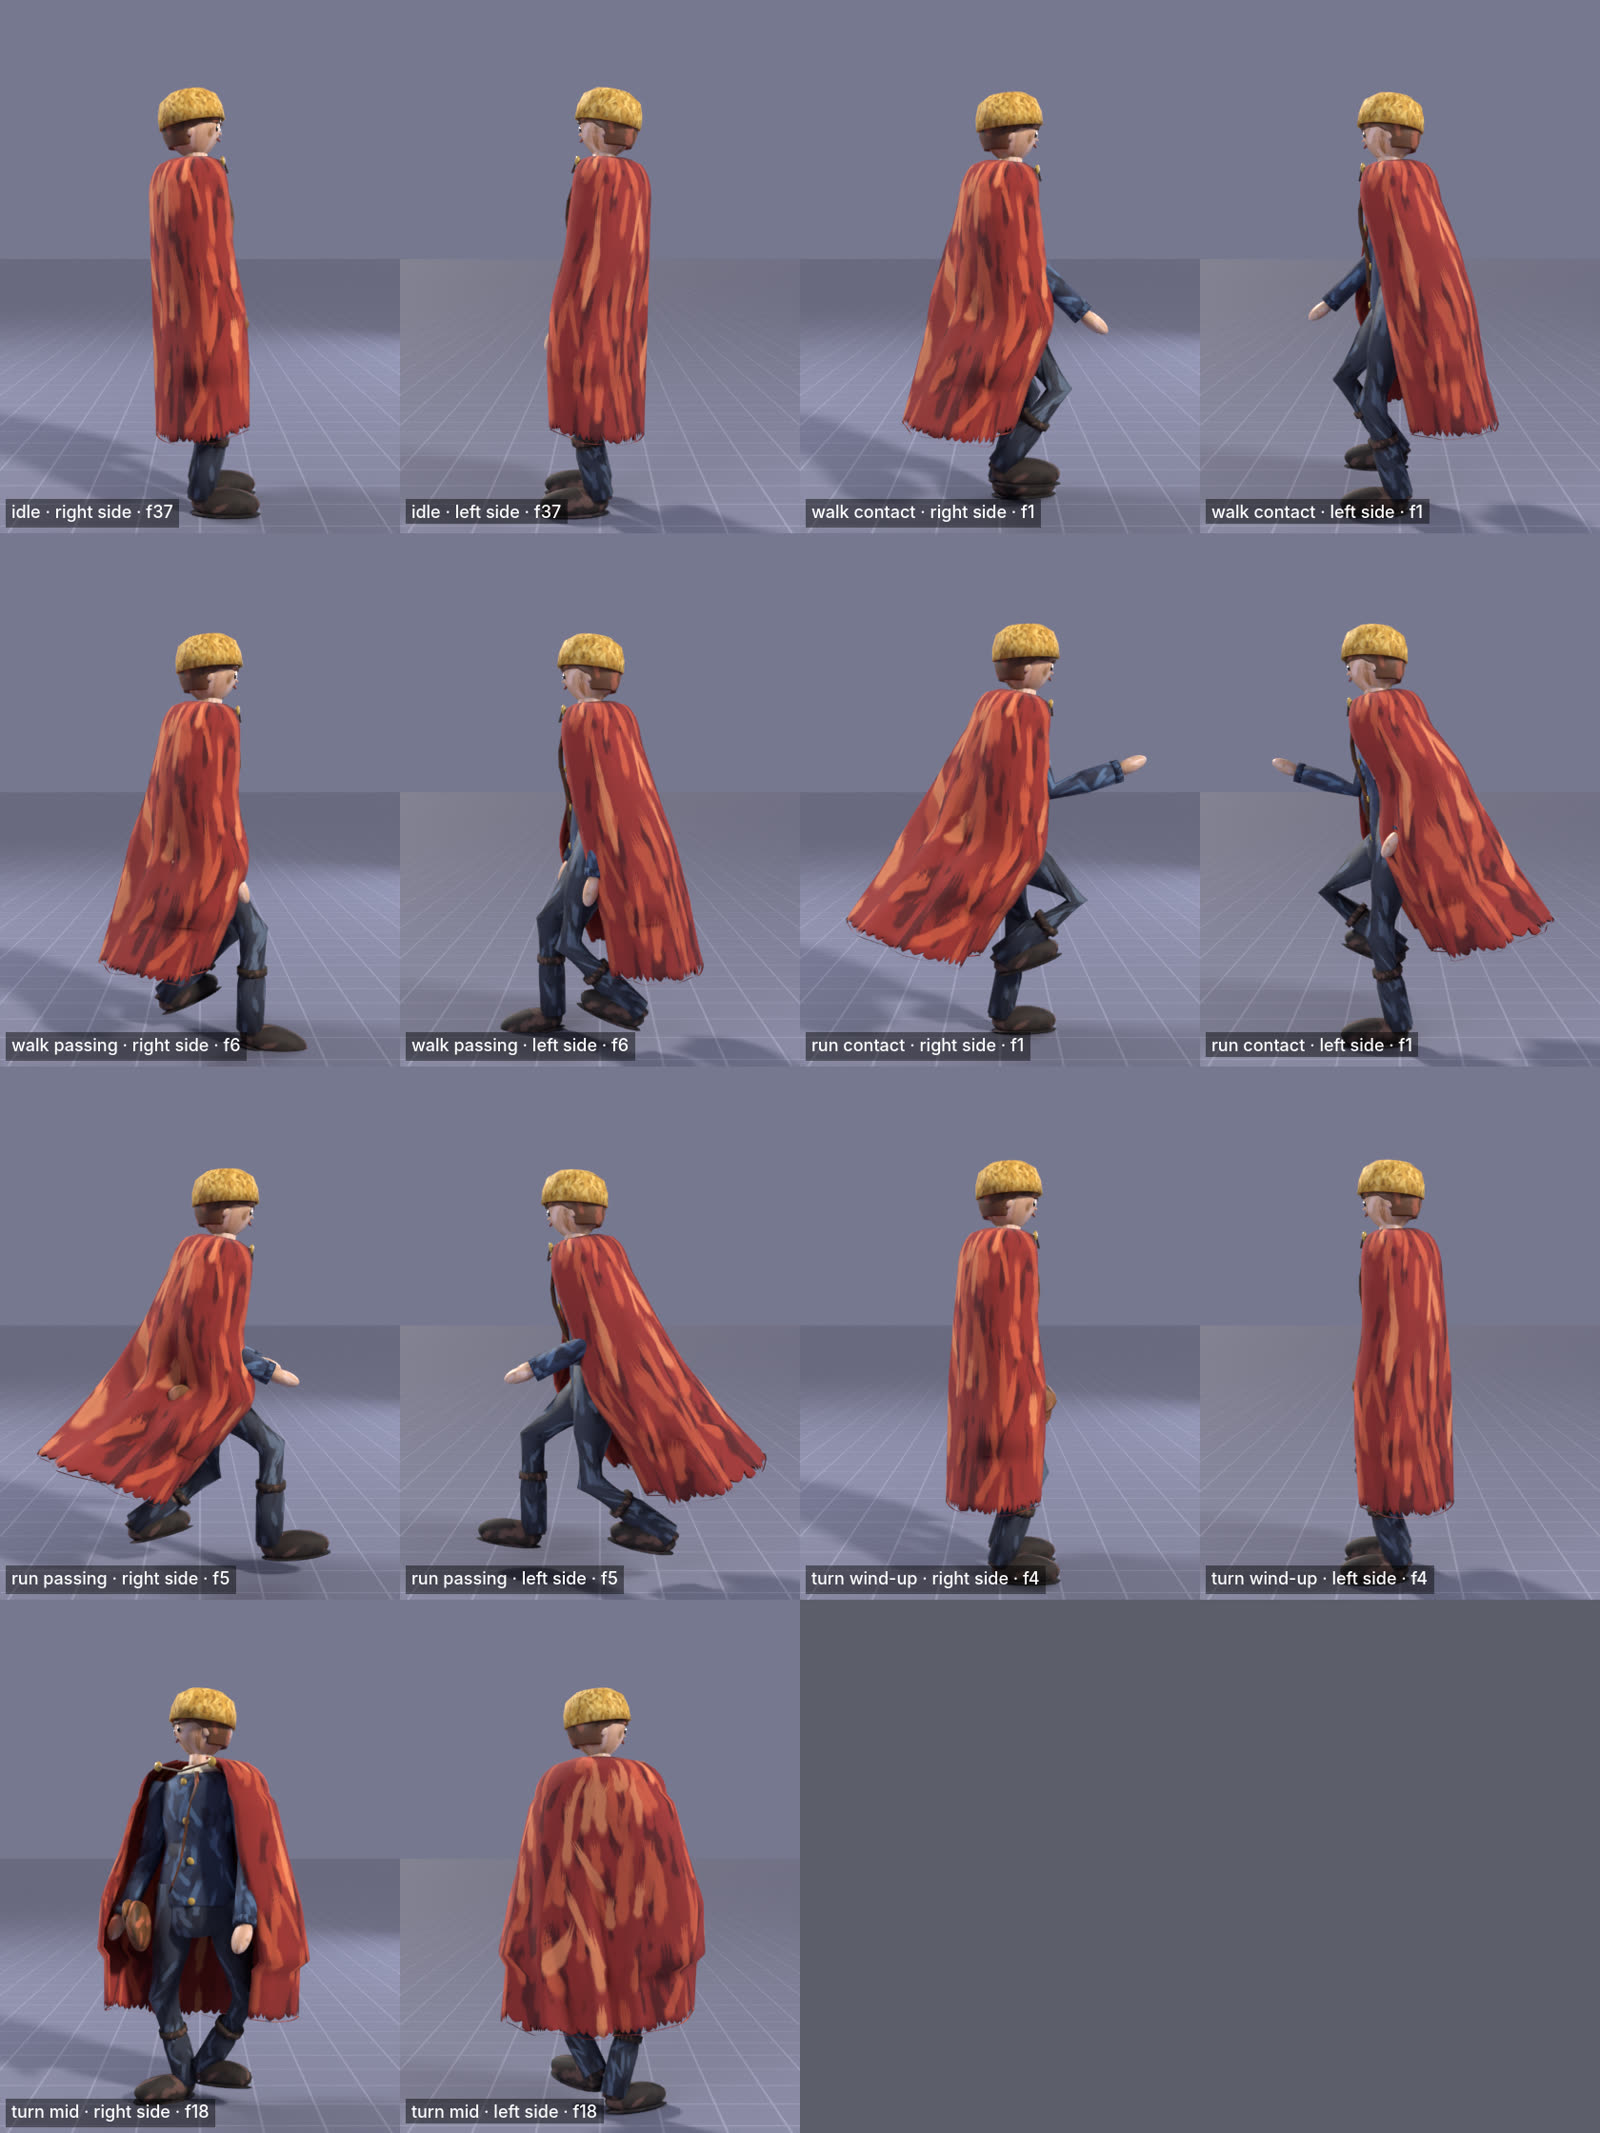 idle · right side · f37
idle · left side · f37
walk contact · right side · f1
walk contact · left side · f1
walk passing · right side · f6
walk passing · left side · f6
run contact · right side · f1
run contact · left side · f1
run passing · right side · f5
run passing · left side · f5
turn wind-up · right side · f4
turn wind-up · left side · f4
turn mid · right side · f18
turn mid · left side · f18